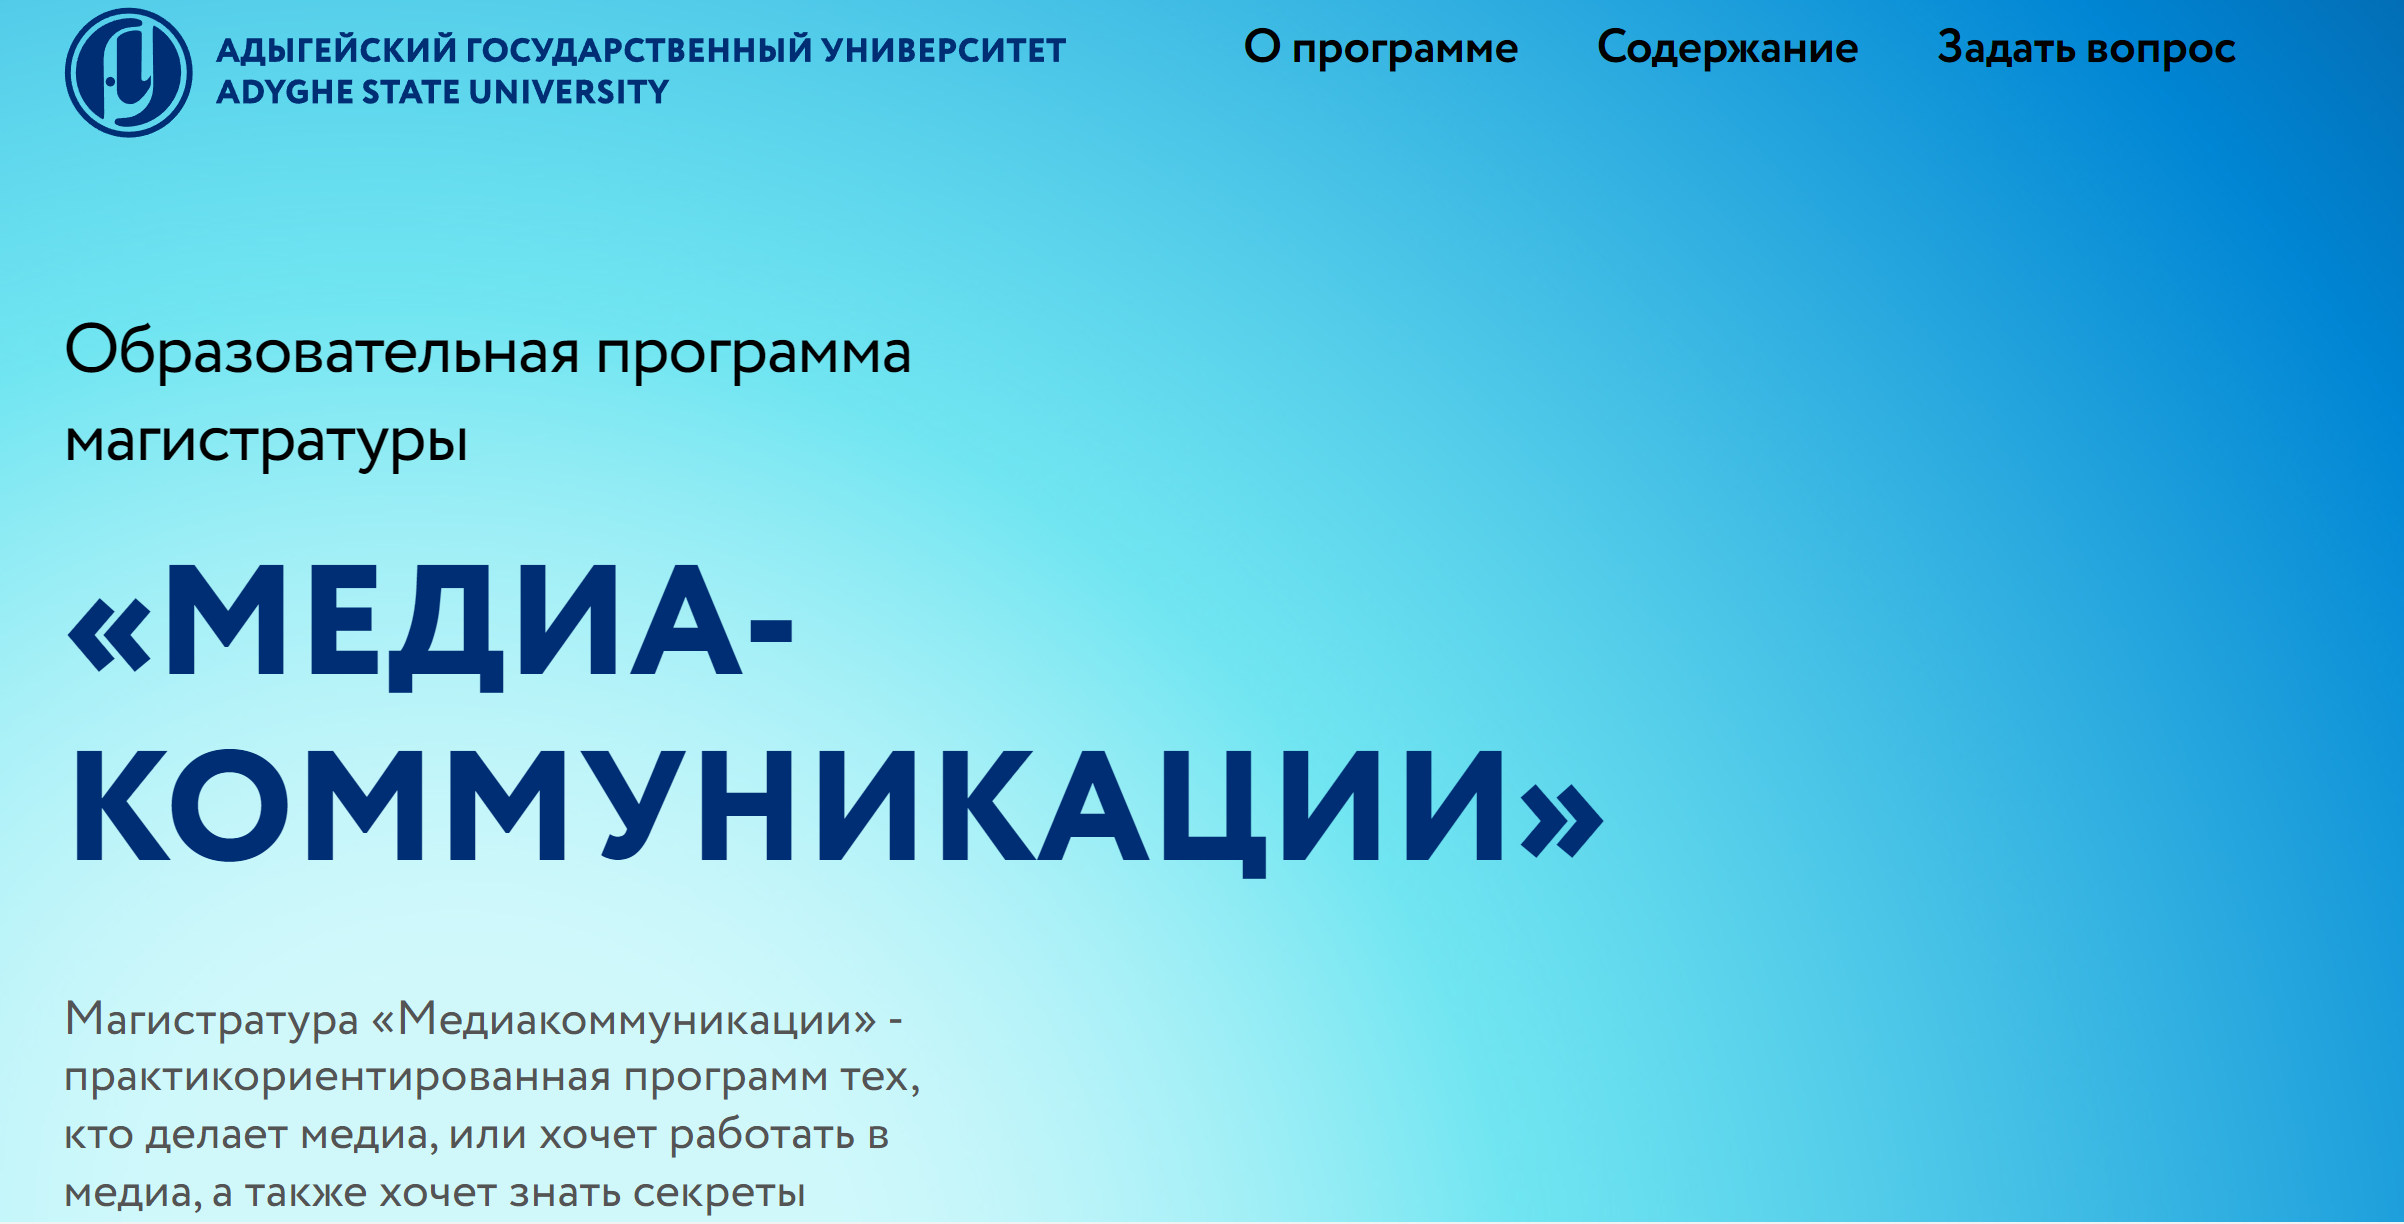 АДЫГЕЙСКИЙ ГОСУДАРСТВЕННЫЙ УНИВЕРСИТЕТ
ADYGHE STATE UNIVERSITY
О программе Содержание Задать вопрос
Образовательная программа
магистратуры
«МЕДИА-
КОММУНИКАЦИИ»
Магистратура «Медиакоммуникации» -
практикориентированная программ тех,
кто делает медиа, или хочет работать в
медиа, а также хочет знать секреты